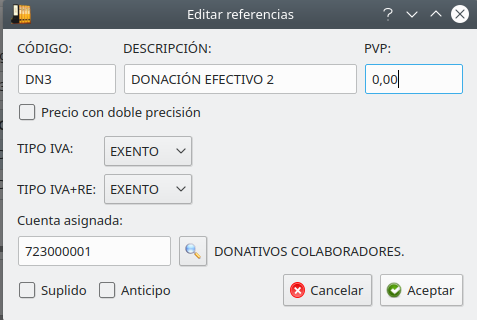 Editar referencias
CÓDIGO: DESCRIPCIÓN: PVP:
DN3 DONACIÓN EFECTIVO 2 0,00
Precio con doble precisión
TIPO IVA: EXENTO
TIPO IVA+RE: EXENTO
Cuenta asignada:
723000001 DONATIVOS COLABORADORES.
Suplido Anticipo Cancelar Aceptar